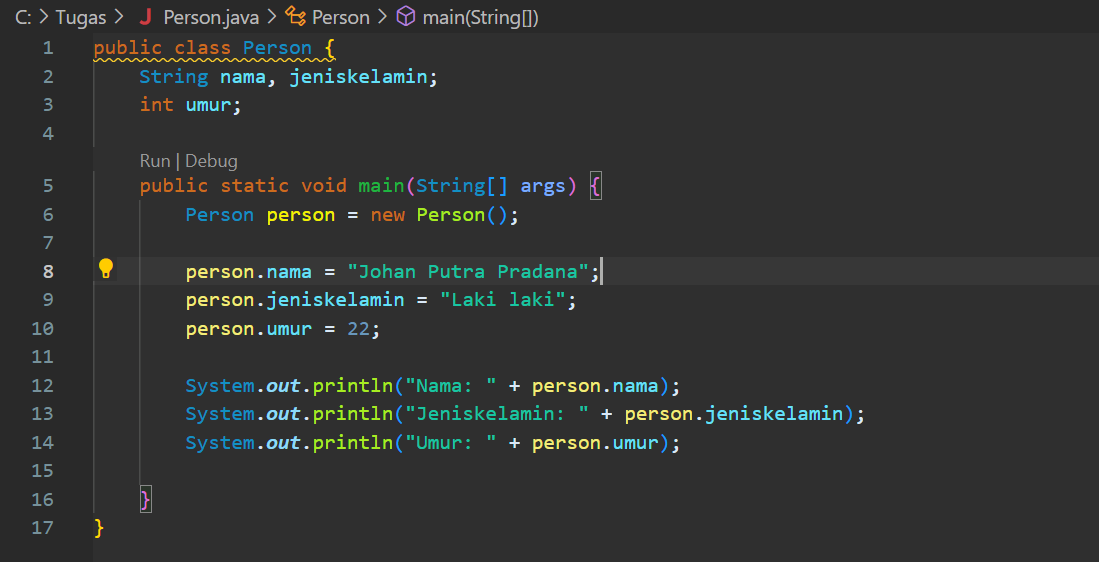 C: > Tugas > J Person.java > Person > main(String[])
1 public class Person {
2 String nama, jeniskelamin;
3 int umur;
4
Run | Debug
5 public static void main(String[] args) {
6 Person person = new Person();
7
8 person.nama = "Johan Putra Pradana";
9 person.jeniskelamin = "Laki laki";
10 person.umur = 22;
11
12 System.out.println("Nama: " + person.nama);
13 System.out.println("Jeniskelamin: " + person.jeniskelamin);
14 System.out.println("Umur: " + person.umur);
15
16 }
17 }